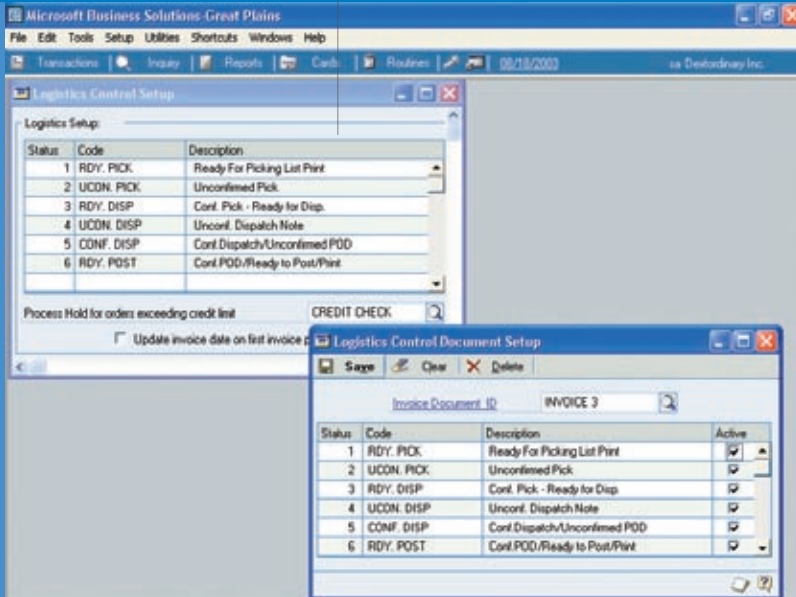 Microsoft Business Solutions-Great Plains
File Edit Tools Setup Utilities Shortcuts Windows Help
Transactions Inquiry Reports Cards Routines 08/18/2003 sa Dextordinary Inc.
Logistics Control Setup
Logistics Setup:
Status Code Description
1 RDY. PICK Ready For Picking List Print
2 UCON. PICK Unconfirmed Pick
3 RDY. DISP Conf. Pick - Ready for Disp.
4 UCON. DISP Unconf. Dispatch Note
5 CONF. DISP Conf.Dispatch/Unconfirmed POD
6 RDY. POST Conf.POD/Ready to Post/Print
Process Hold for orders exceeding credit limit CREDIT CHECK
Update invoice date on first invoice p
Logistics Control Document Setup
Save Clear Delete
Invoice Document ID INVOICE 3
Status Code Description Active
1 RDY. PICK Ready For Picking List Print
2 UCON. PICK Unconfirmed Pick
3 RDY. DISP Conf. Pick - Ready for Disp.
4 UCON. DISP Unconf. Dispatch Note
5 CONF. DISP Conf.Dispatch/Unconfirmed POD
6 RDY. POST Conf.POD/Ready to Post/Print